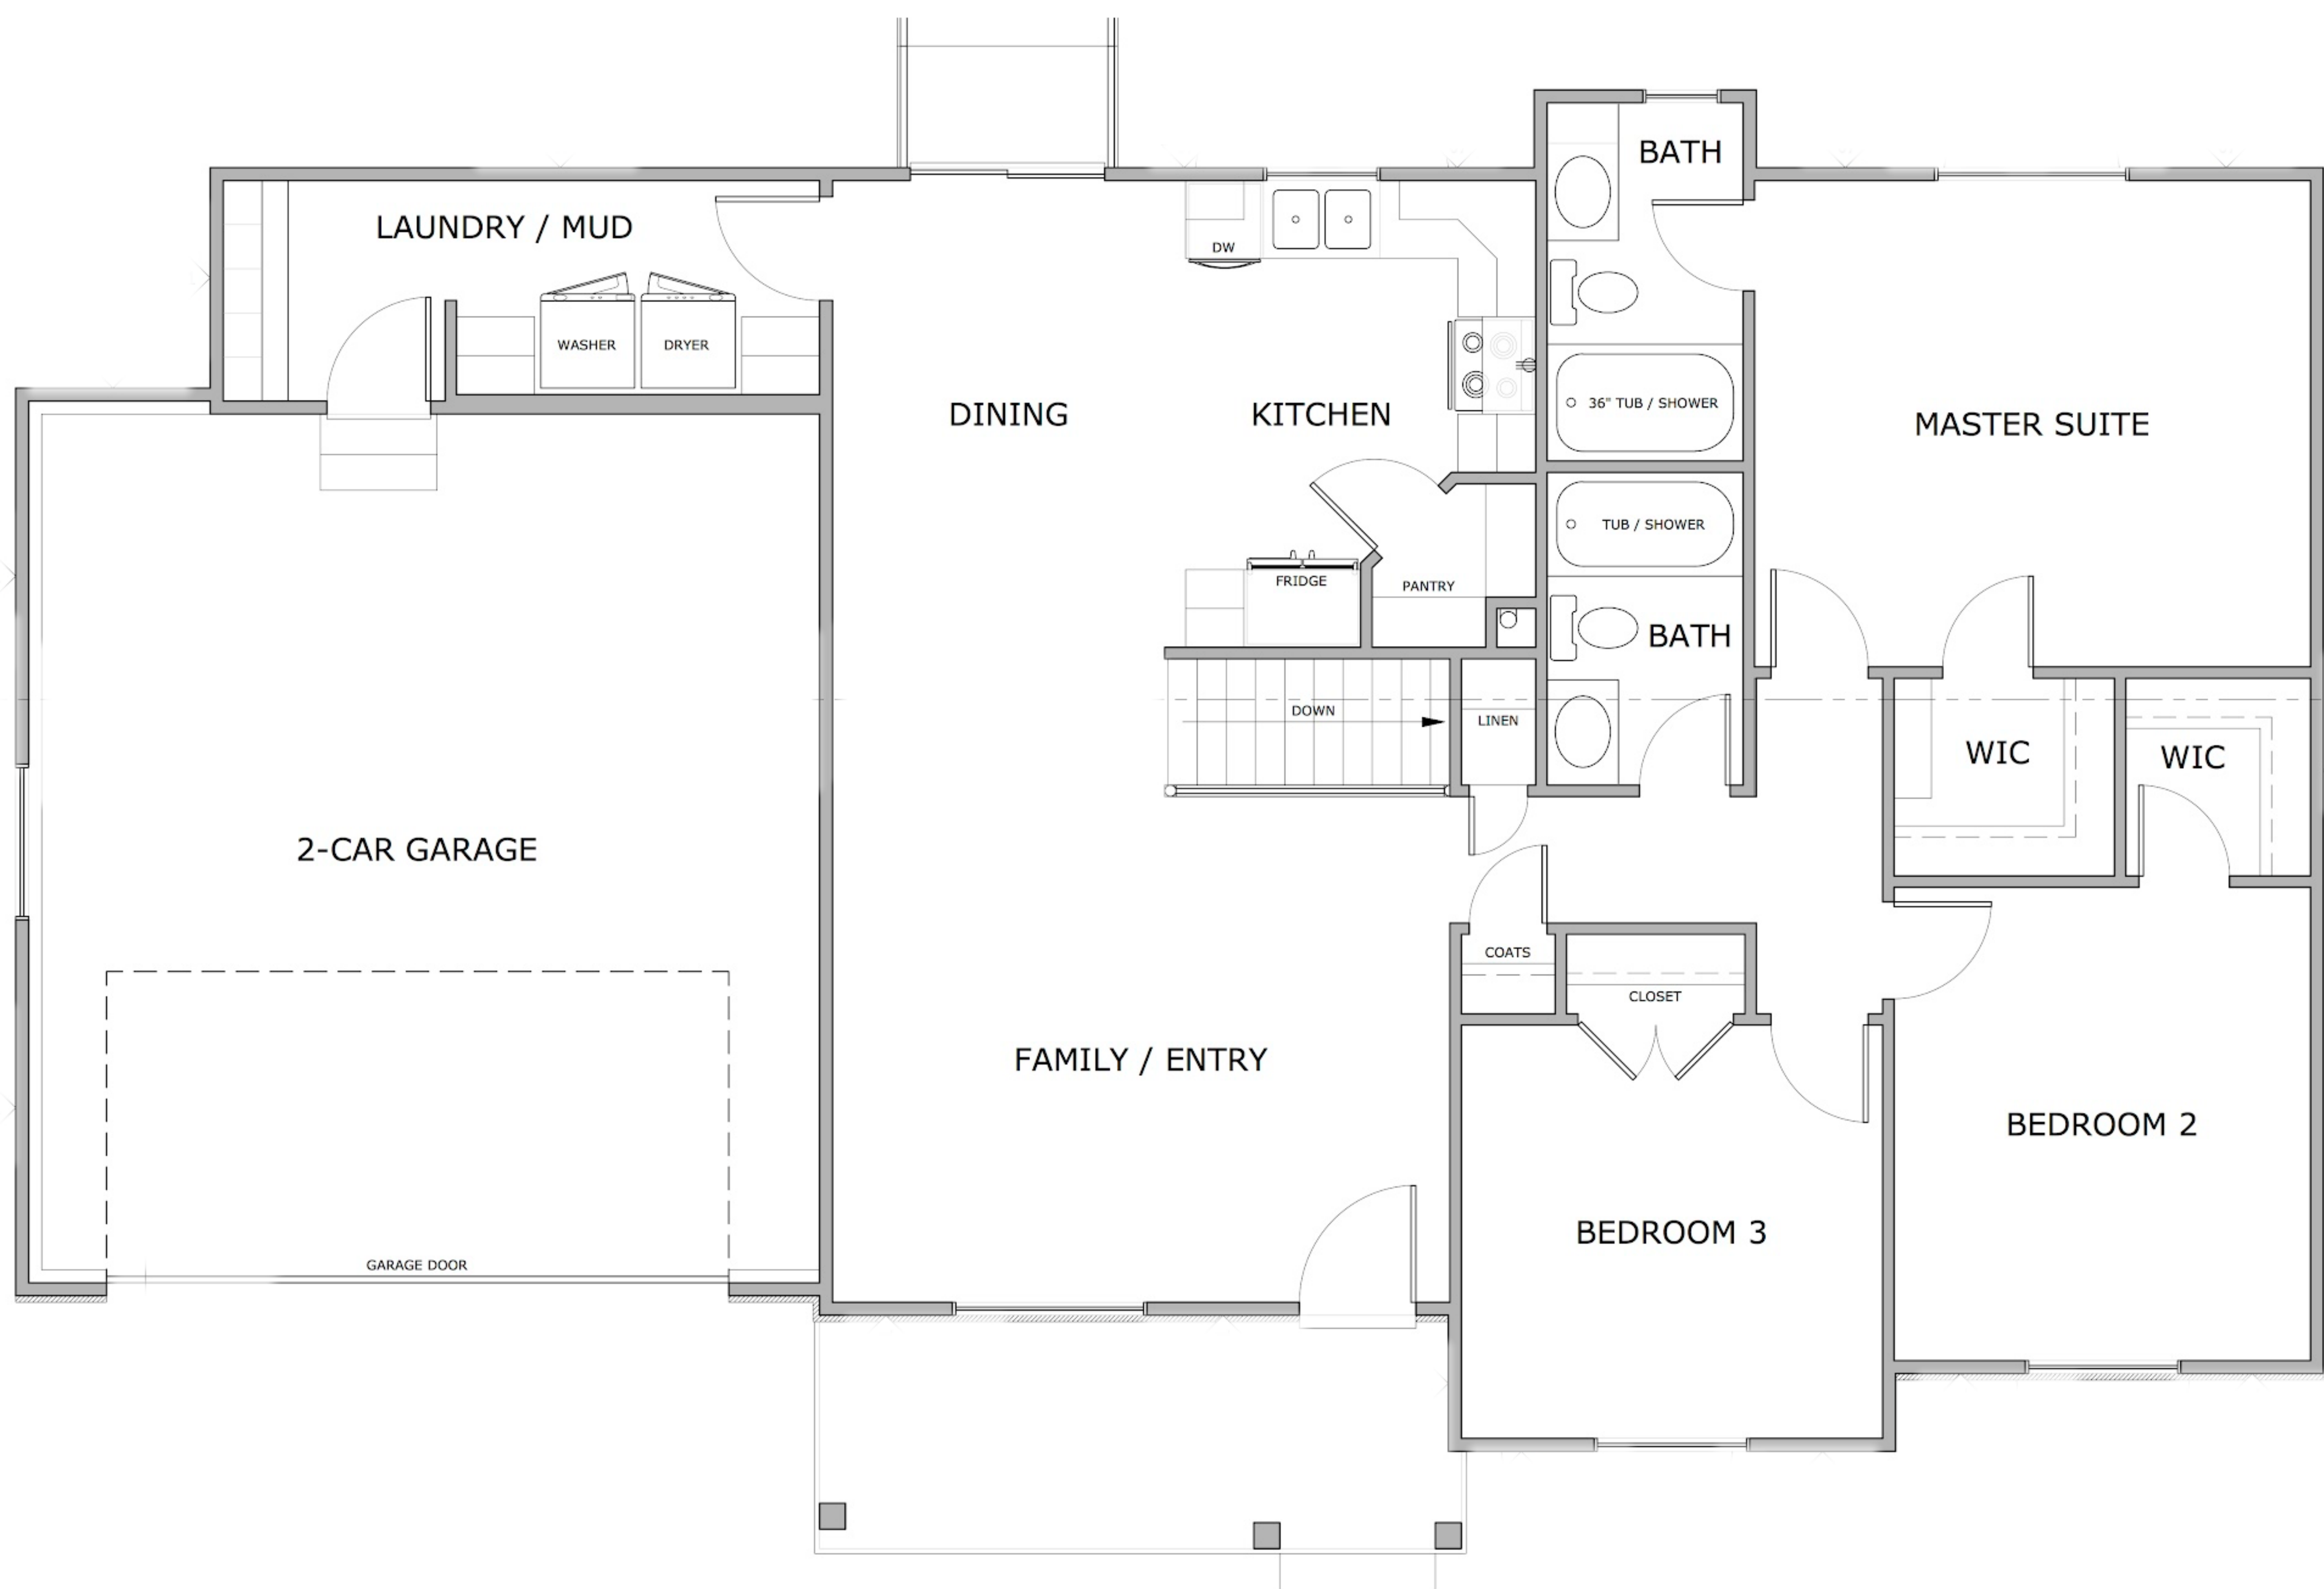 BATH
LAUNDRY / MUD
DW
WASHER
DRYER
36" TUB / SHOWER
DINING
KITCHEN
MASTER SUITE
TUB / SHOWER
FRIDGE
PANTRY
BATH
DOWN
LINEN
WIC
WIC
2-CAR GARAGE
COATS
CLOSET
FAMILY / ENTRY
BEDROOM 2
BEDROOM 3
GARAGE DOOR